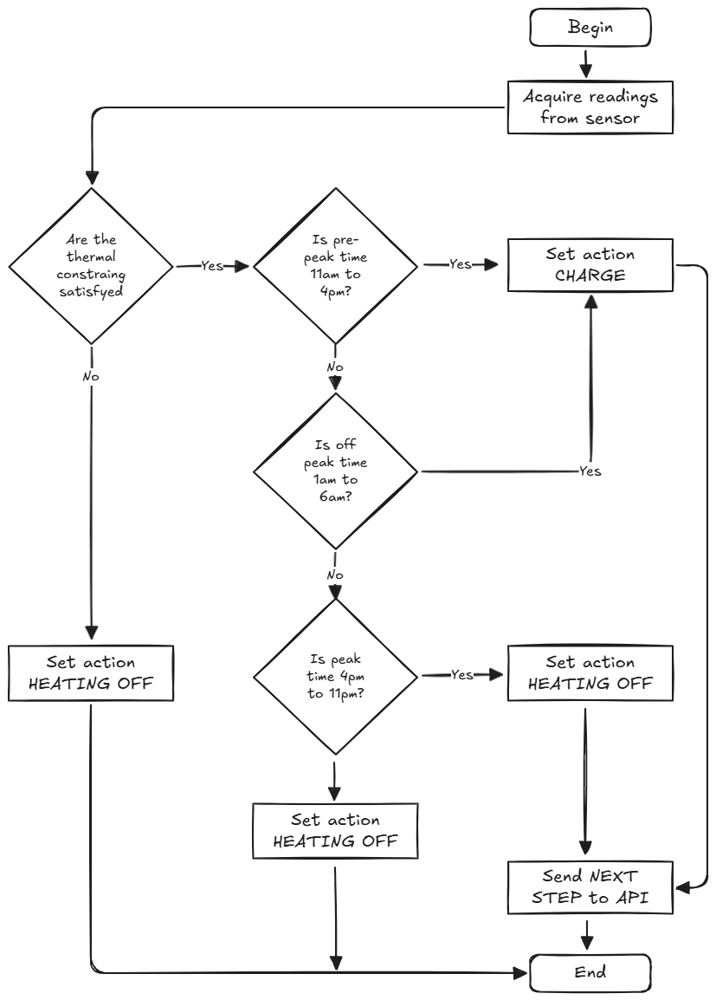 Begin
Acquire readings
from sensor
Are the
thermal
constraing
satisfyed
Yes
Is pre-
peak time
11am to
4pm?
Yes
Set action
CHARGE
No
No
Is off
peak time
1am to
6am?
Yes
No
Set action
HEATING OFF
Is peak
time 4pm
to 11pm?
Yes
Set action
HEATING OFF
Set action
HEATING OFF
Send NEXT
STEP to API
End